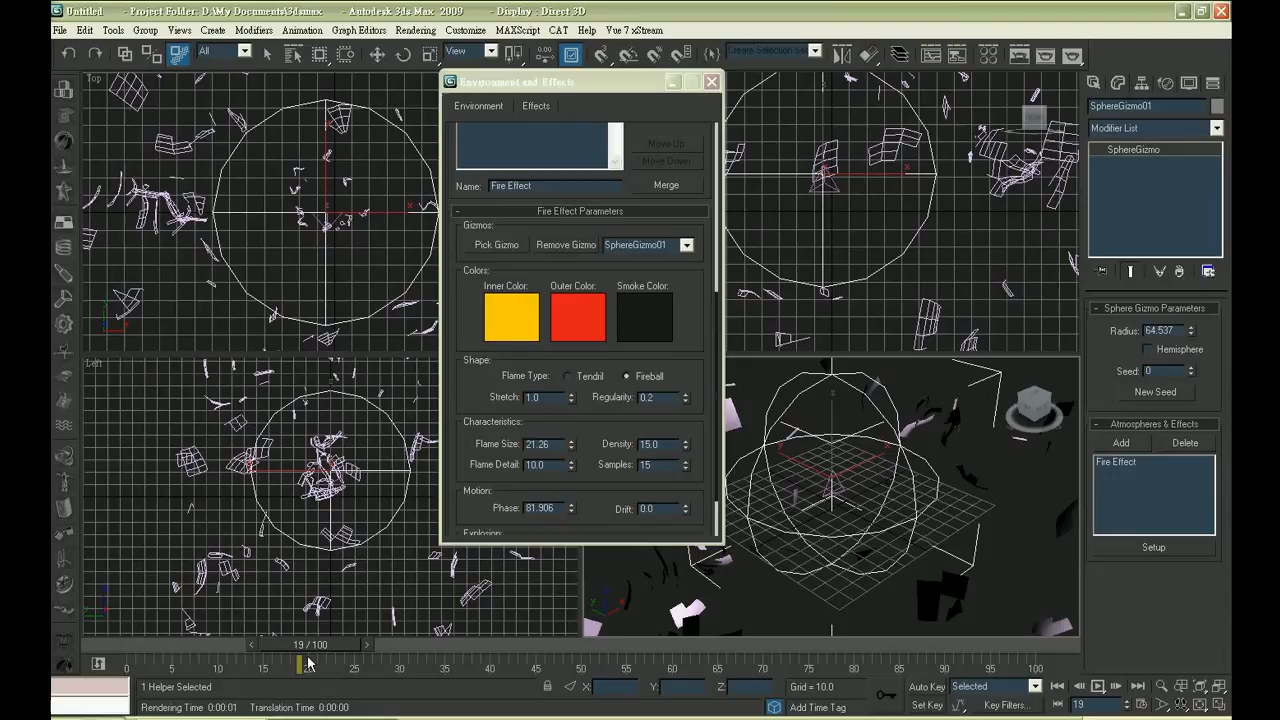 Untitled - Project Folder: D:\My Documents\3dsmax - Autodesk 3ds Max 2009 - Display : Direct 3D
File Edit Tools Group Views Create Modifiers Animation Graph Editors Rendering Customize MAXScript CAT Help Vue 7 xStream
All View Create Selection Se
Top
Environment and Effects
Environment Effects
Move Up
Move Down
Name: Fire Effect Merge
- Fire Effect Parameters
Gizmos:
Pick Gizmo Remove Gizmo SphereGizmo01
Colors:
Inner Color: Outer Color: Smoke Color:
Shape:
Flame Type: Tendril Fireball
Stretch: 1.0 Regularity: 0.2
Characteristics:
Flame Size: 21.26 Density: 15.0
Flame Detail: 10.0 Samples: 15
Motion:
Phase: 81.906 Drift: 0.0
Explosion:
Left
SphereGizmo01
Modifier List
SphereGizmo
- Sphere Gizmo Parameters
Radius: 64.537
Hemisphere
Seed: 0
New Seed
- Atmospheres & Effects
Add Delete
Fire Effect
Setup
< 19 / 100 >
0 5 10 15 25 30 35 40 45 50 55 60 65 70 75 80 85 90 95 100
1 Helper Selected X: Y: Z: Grid = 10.0 Auto Key Selected
Rendering Time 0:00:01 Translation Time 0:00:00 Add Time Tag Set Key Key Filters... 19